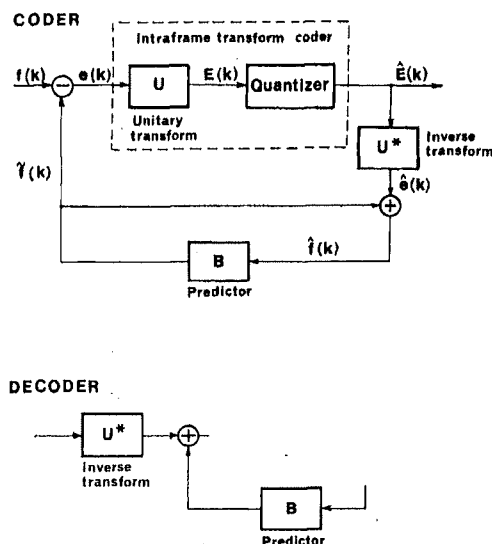 CODER
Intraframe transform coder
f(k)
e(k)
U
E(k)
Quantizer
Ê(k)
Unitary
transform
U*
Inverse
transform
f̃(k)
ê(k)
f̂(k)
B
Predictor
DECODER
U*
Inverse
transform
B
Predictor